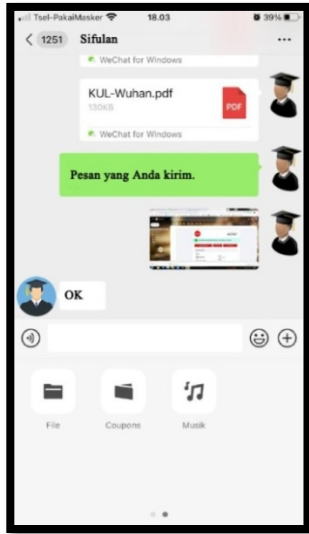 Tsel-PakaiMasker 18.03 39%
1251 Sifulan
WeChat for Windows
KUL-Wuhan.pdf
130KB
PDF
WeChat for Windows
Pesan yang Anda kirim.
OK
File Coupons Musik